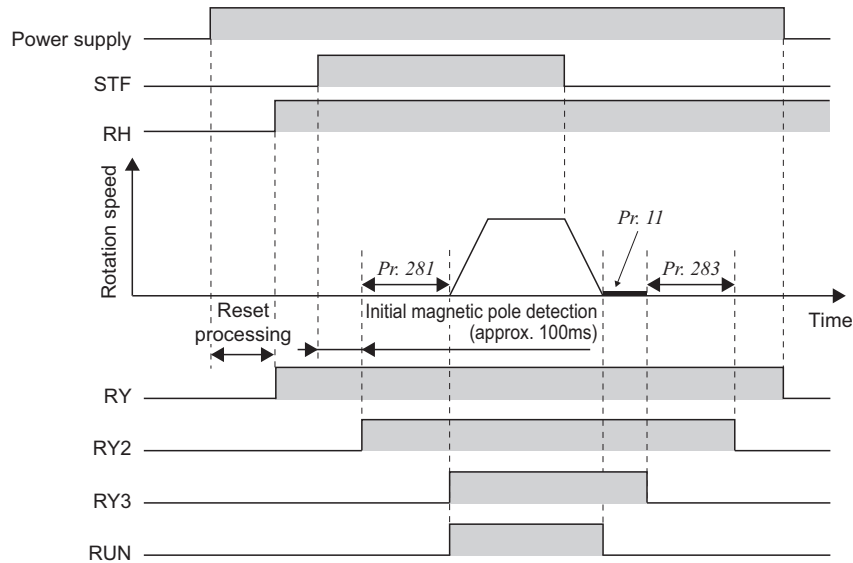 Power supply
STF
RH
Rotation speed
Pr. 11
Pr. 281
Pr. 283
Reset
processing
Initial magnetic pole detection
(approx. 100ms)
Time
RY
RY2
RY3
RUN